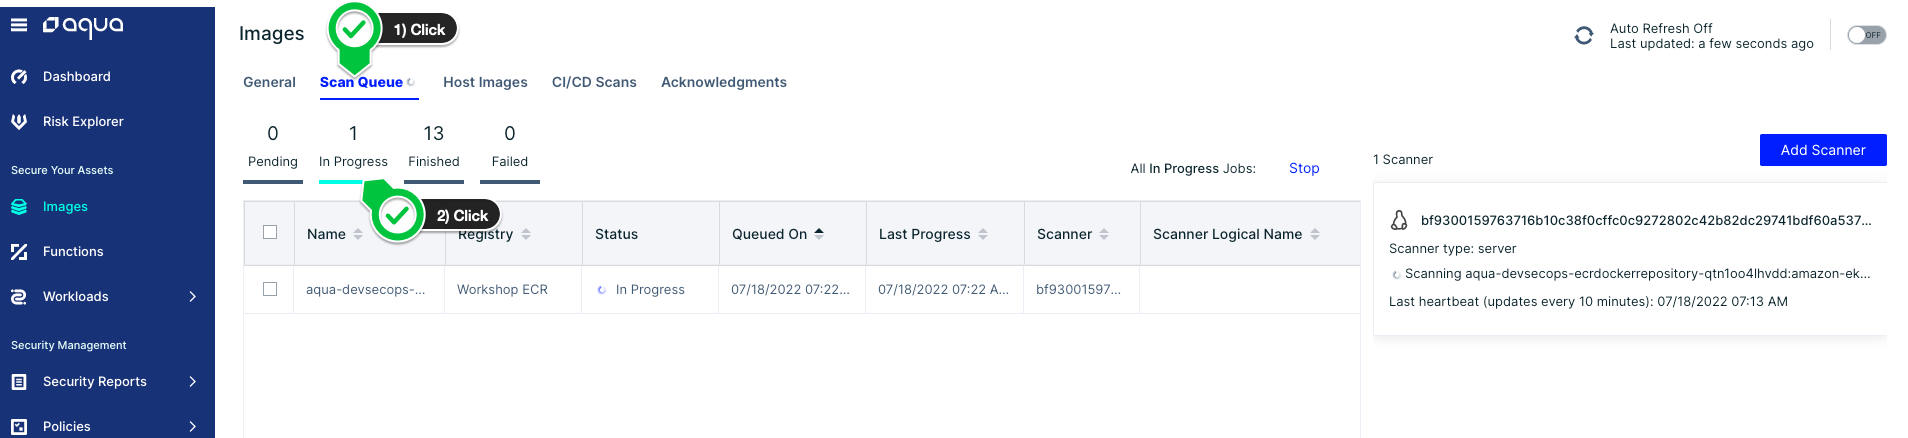 aqua
Dashboard
Risk Explorer
Secure Your Assets
Images
Functions
Workloads
Security Management
Security Reports
Policies
Images
1) Click
Auto Refresh Off
Last updated: a few seconds ago
OFF
General Scan Queue Host Images CI/CD Scans Acknowledgments
0 1 13 0
Pending In Progress Finished Failed
All In Progress Jobs: Stop
2) Click
Name Registry Status Queued On Last Progress Scanner Scanner Logical Name
aqua-devsecops-... Workshop ECR In Progress 07/18/2022 07:22... 07/18/2022 07:22 A... bf93001597...
1 Scanner
Add Scanner
bf9300159763716b10c38f0cffc0c9272802c42b82dc29741bdf60a537...
Scanner type: server
Scanning aqua-devsecops-ecrdockerrepository-qtn1oo4lhvdd:amazon-ek...
Last heartbeat (updates every 10 minutes): 07/18/2022 07:13 AM